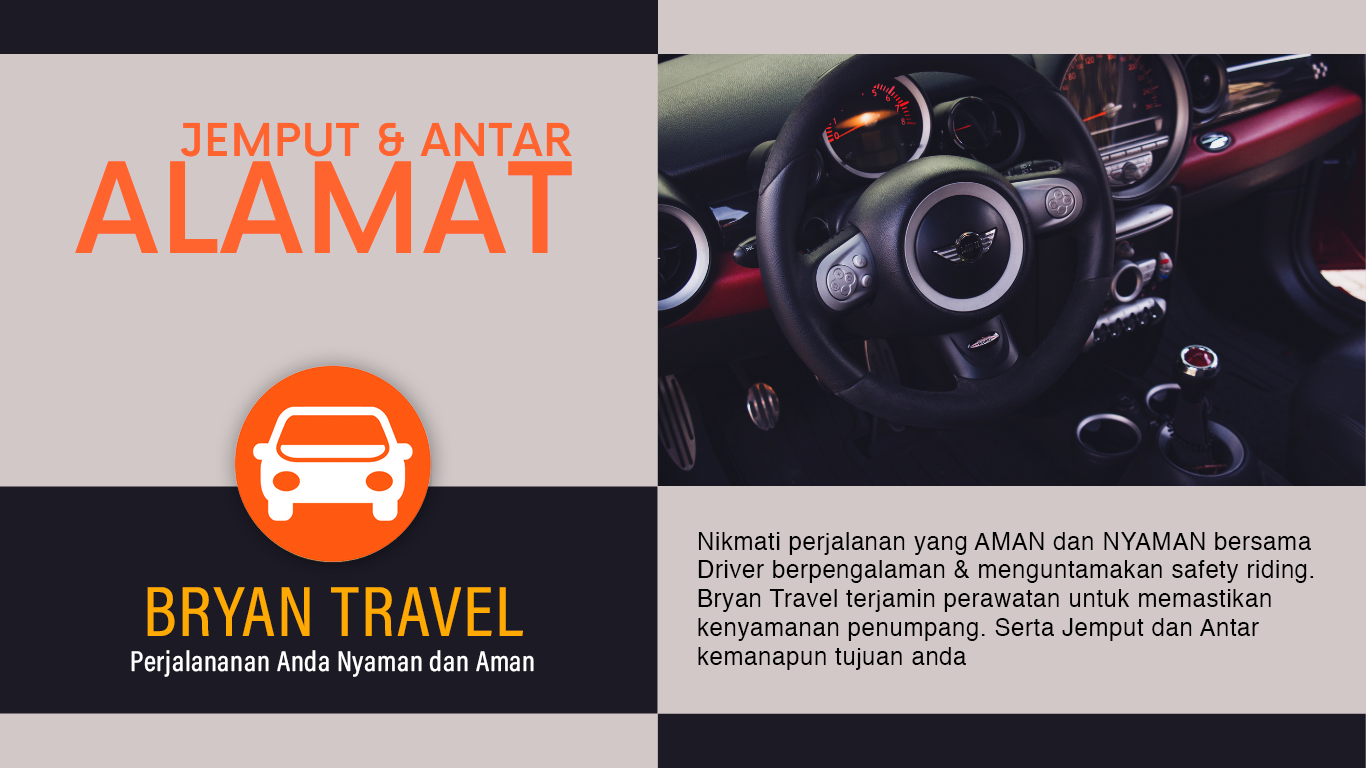 JEMPUT & ANTAR
ALAMAT
BRYAN TRAVEL
Perjalananan Anda Nyaman dan Aman
Nikmati perjalanan yang AMAN dan NYAMAN bersama
Driver berpengalaman & menguntamakan safety riding.
Bryan Travel terjamin perawatan untuk memastikan
kenyamanan penumpang. Serta Jemput dan Antar
kemanapun tujuan anda